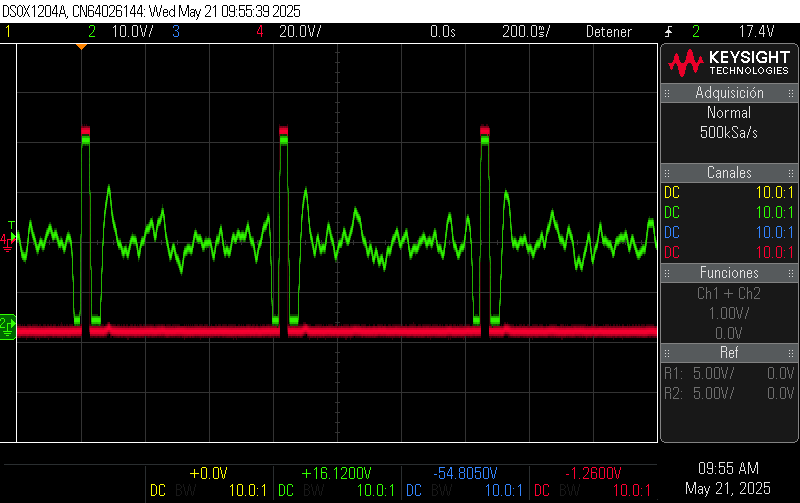 DSOX1204A, CN64026144: Wed May 21 09:55:39 2025
1 2 10.0V/ 3 4 20.0V/ 0.0s 200.0ms/ Detener 2 17.4V
KEYSIGHT
TECHNOLOGIES
Adquisición
Normal
500kSa/s
Canales
DC 10.0:1
DC 10.0:1
DC 10.0:1
DC 10.0:1
Funciones
Ch1 + Ch2
1.00V/
0.0V
Ref
R1: 5.00V/ 0.0V
R2: 5.00V/ 0.0V
T
4
2
+0.0V +16.1200V -54.8050V -1.2600V
DC BW 10.0:1 DC BW 10.0:1 DC BW 10.0:1 DC BW 10.0:1
09:55 AM
May 21, 2025